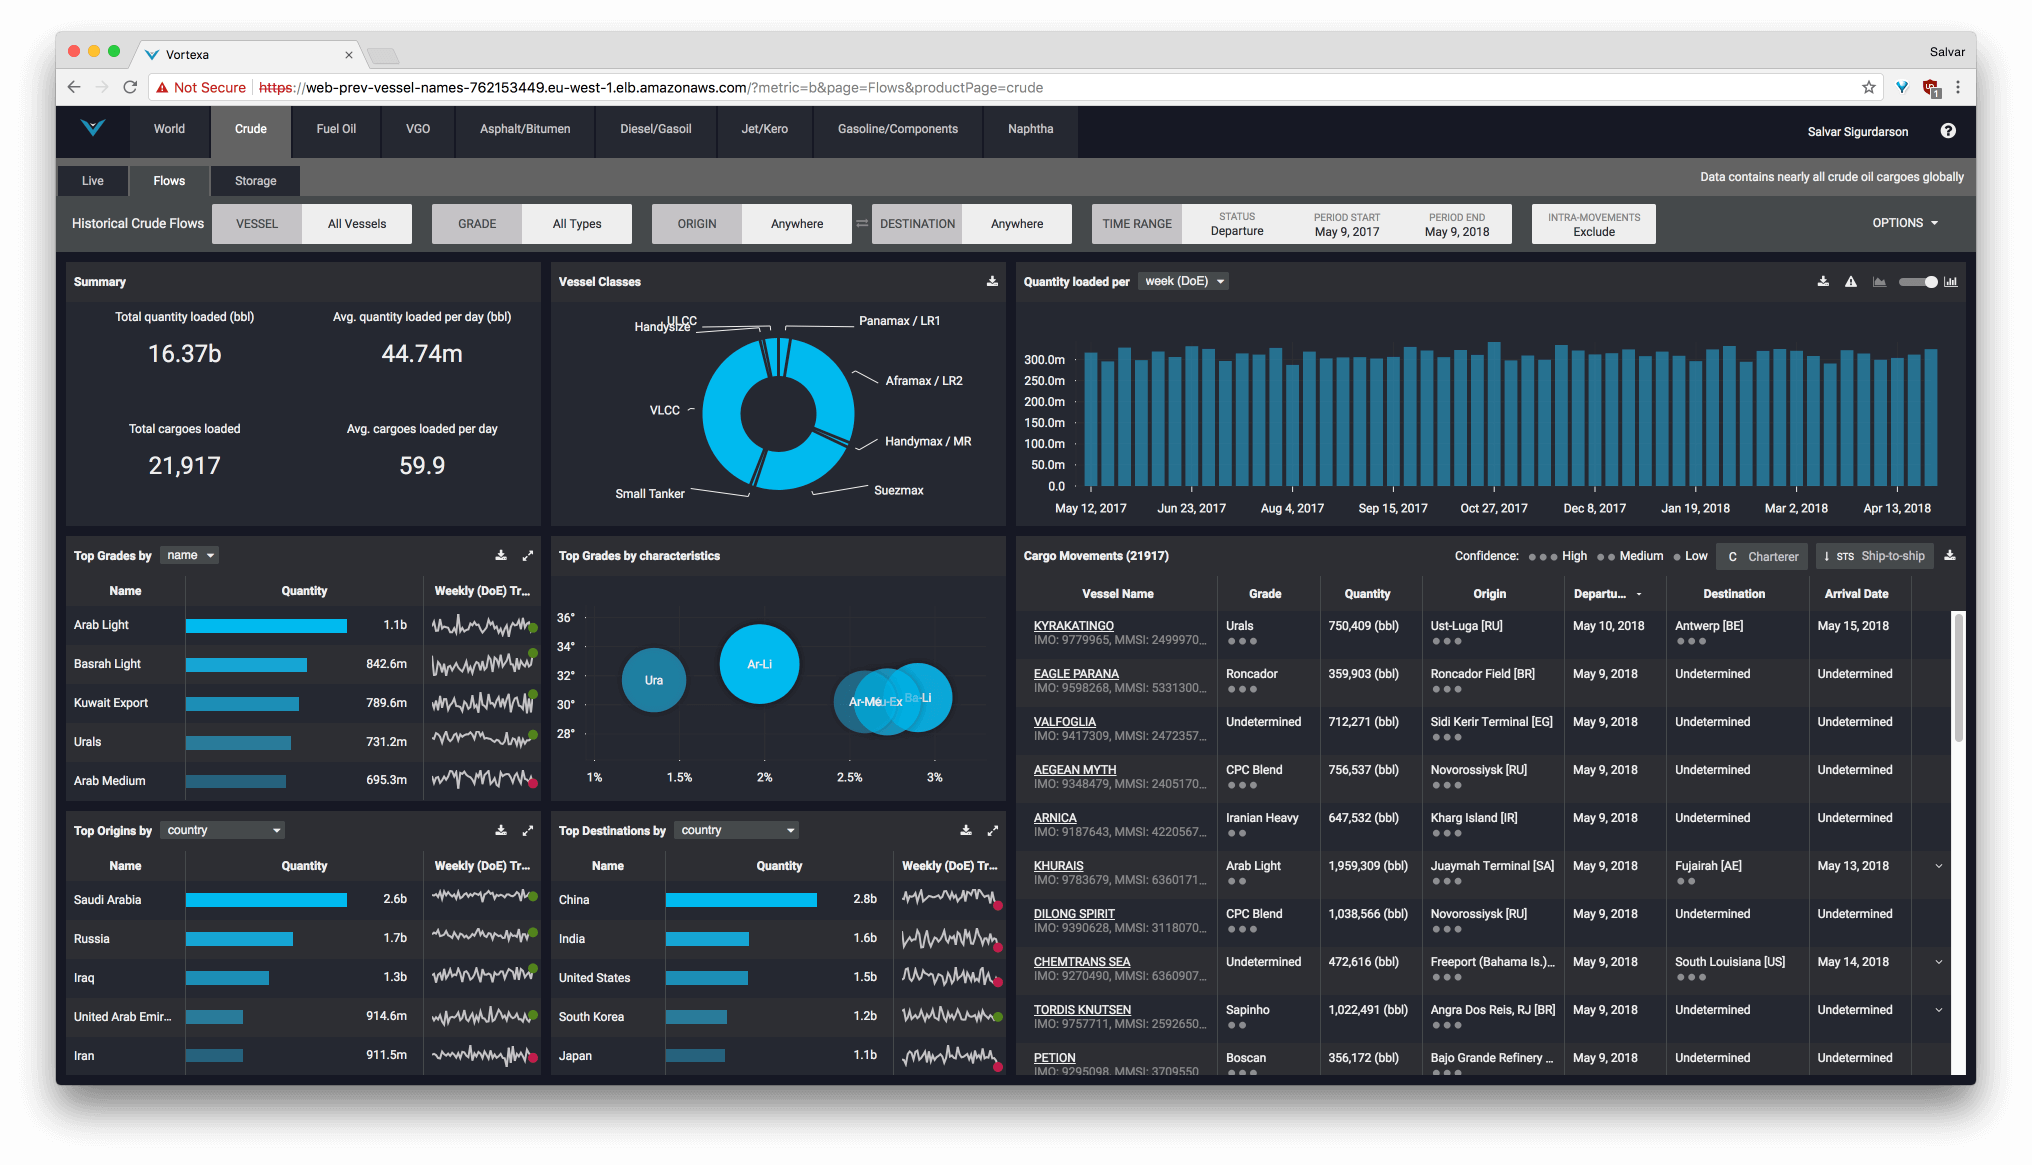 Vortexa
Salvar
Not Secure https://web-prev-vessel-names-762153449.eu-west-1.elb.amazonaws.com/?metric=b&page=Flows&productPage=crude
1
World Crude Fuel Oil VGO Asphalt/Bitumen Diesel/Gasoil Jet/Kero Gasoline/Components Naphtha Salvar Sigurdarson ?
Live Flows Storage
Data contains nearly all crude oil cargoes globally
Historical Crude Flows VESSEL All Vessels GRADE All Types ORIGIN Anywhere DESTINATION Anywhere TIME RANGE
STATUS PERIOD START PERIOD END INTRA-MOVEMENTS
Departure May 9, 2017 May 9, 2018 Exclude
OPTIONS
Summary
Total quantity loaded (bbl) Avg. quantity loaded per day (bbl)
16.37b 44.74m
Total cargoes loaded Avg. cargoes loaded per day
21,917 59.9
Vessel Classes
ULCC
Handysize
Panamax / LR1
Aframax / LR2
VLCC
Handymax / MR
Suezmax
Small Tanker
Quantity loaded per week (DoE)
300.0m
250.0m
200.0m
150.0m
100.0m
50.0m
0.0
May 12, 2017 Jun 23, 2017 Aug 4, 2017 Sep 15, 2017 Oct 27, 2017 Dec 8, 2017 Jan 19, 2018 Mar 2, 2018 Apr 13, 2018
Top Grades by name
Name Quantity Weekly (DoE) Tr...
Arab Light 1.1b
Basrah Light 842.6m
Kuwait Export 789.6m
Urals 731.2m
Arab Medium 695.3m
Top Grades by characteristics
36°
34°
32°
30°
28°
Ura
Ar-Li
Ar-Me
u-Ex
Ba-Li
1% 1.5% 2% 2.5% 3%
Top Origins by country
Name Quantity Weekly (DoE) Tr...
Saudi Arabia 2.6b
Russia 1.7b
Iraq 1.3b
United Arab Emir... 914.6m
Iran 911.5m
Top Destinations by country
Name Quantity Weekly (DoE) Tr...
China 2.8b
India 1.6b
United States 1.5b
South Korea 1.2b
Japan 1.1b
Cargo Movements (21917)
Confidence: High Medium Low C Charterer STS Ship-to-ship
Vessel Name Grade Quantity Origin Departu... Destination Arrival Date
KYRAKATINGO Urals 750,409 (bbl) Ust-Luga [RU] May 10, 2018 Antwerp [BE] May 15, 2018
IMO: 9779965, MMSI: 2499970...
EAGLE PARANA Roncador 359,903 (bbl) Roncador Field [BR] May 9, 2018 Undetermined Undetermined
IMO: 9598268, MMSI: 5331300...
VALFOGLIA Undetermined 712,271 (bbl) Sidi Kerir Terminal [EG] May 9, 2018 Undetermined Undetermined
IMO: 9417309, MMSI: 2472357...
AEGEAN MYTH CPC Blend 756,537 (bbl) Novorossiysk [RU] May 9, 2018 Undetermined Undetermined
IMO: 9348479, MMSI: 2405170...
ARNICA Iranian Heavy 647,532 (bbl) Kharg Island [IR] May 9, 2018 Undetermined Undetermined
IMO: 9187643, MMSI: 4220567...
KHURAIS Arab Light 1,959,309 (bbl) Juaymah Terminal [SA] May 9, 2018 Fujairah [AE] May 13, 2018
IMO: 9783679, MMSI: 6360171...
DILONG SPIRIT CPC Blend 1,038,566 (bbl) Novorossiysk [RU] May 9, 2018 Undetermined Undetermined
IMO: 9390628, MMSI: 3118070...
CHEMTRANS SEA Undetermined 472,616 (bbl) Freeport (Bahama Is.)... May 9, 2018 South Louisiana [US] May 14, 2018
IMO: 9270490, MMSI: 6360907...
TORDIS KNUTSEN Sapinho 1,022,491 (bbl) Angra Dos Reis, RJ [BR] May 9, 2018 Undetermined Undetermined
IMO: 9757711, MMSI: 2592650...
PETION Boscan 356,172 (bbl) Bajo Grande Refinery ... May 9, 2018 Undetermined Undetermined
IMO: 9295098, MMSI: 3709550